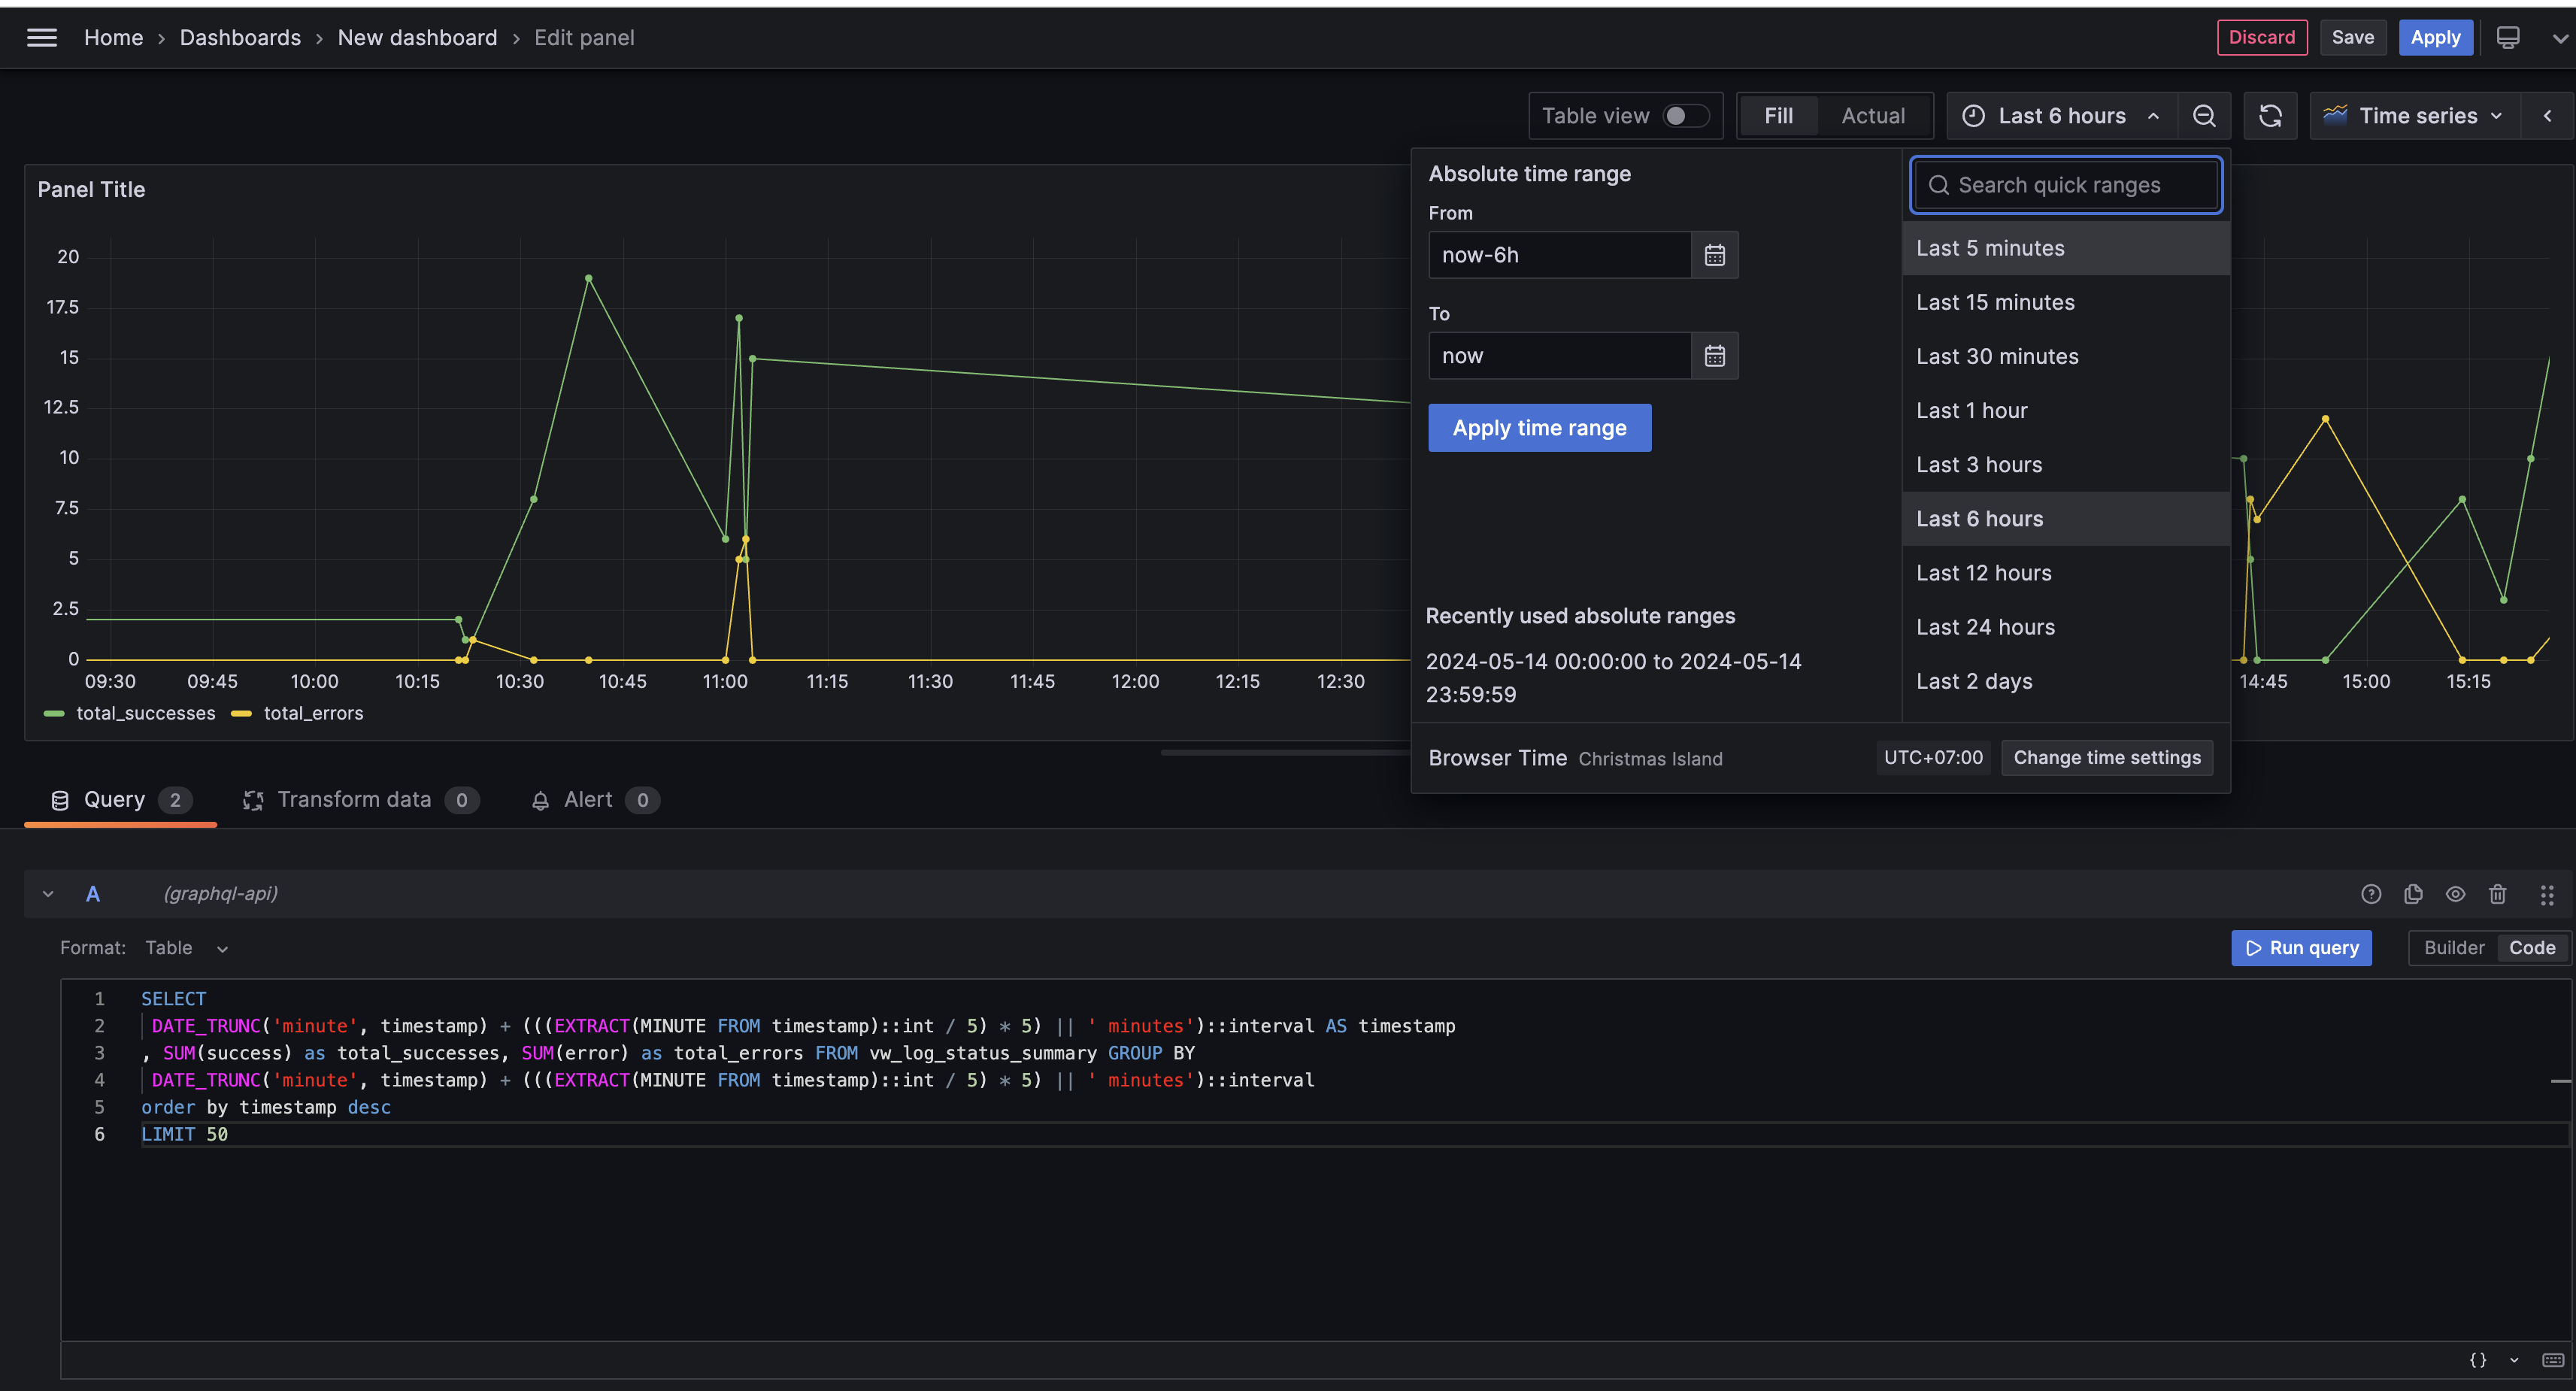 Home › Dashboards › New dashboard › Edit panel
Discard Save Apply
Table view Fill Actual Last 6 hours Time series
Panel Title
20
17.5
15
12.5
10
7.5
5
2.5
0
09:30 09:45 10:00 10:15 10:30 10:45 11:00 11:15 11:30 11:45 12:00 12:15 12:30 14:45 15:00 15:15
total_successes total_errors
Absolute time range
From
now-6h
To
now
Apply time range
Recently used absolute ranges
2024-05-14 00:00:00 to 2024-05-14
23:59:59
Search quick ranges
Last 5 minutes
Last 15 minutes
Last 30 minutes
Last 1 hour
Last 3 hours
Last 6 hours
Last 12 hours
Last 24 hours
Last 2 days
Browser Time Christmas Island UTC+07:00 Change time settings
Query 2 Transform data 0 Alert 0
A (graphql-api)
Format: Table Run query Builder Code
1 SELECT
2 DATE_TRUNC('minute', timestamp) + (((EXTRACT(MINUTE FROM timestamp)::int / 5) * 5) || ' minutes')::interval AS timestamp
3 , SUM(success) as total_successes, SUM(error) as total_errors FROM vw_log_status_summary GROUP BY
4 DATE_TRUNC('minute', timestamp) + (((EXTRACT(MINUTE FROM timestamp)::int / 5) * 5) || ' minutes')::interval
5 order by timestamp desc
6 LIMIT 50
{}